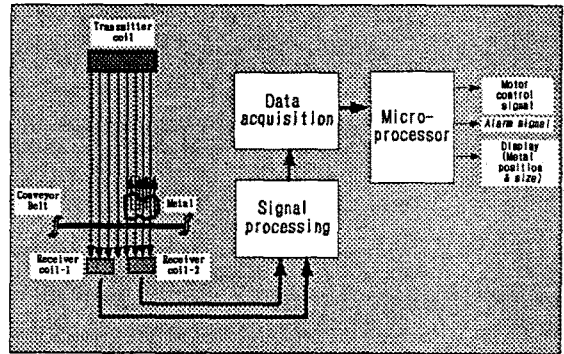 Transmitter
coil
Data
acquisition
Micro-
processor
Motor
control
signal
Alarm signal
Display
(Metal
position
& size)
Conveyor
Belt
Metal
Signal
processing
Receiver
coil-1
Receiver
coil-2